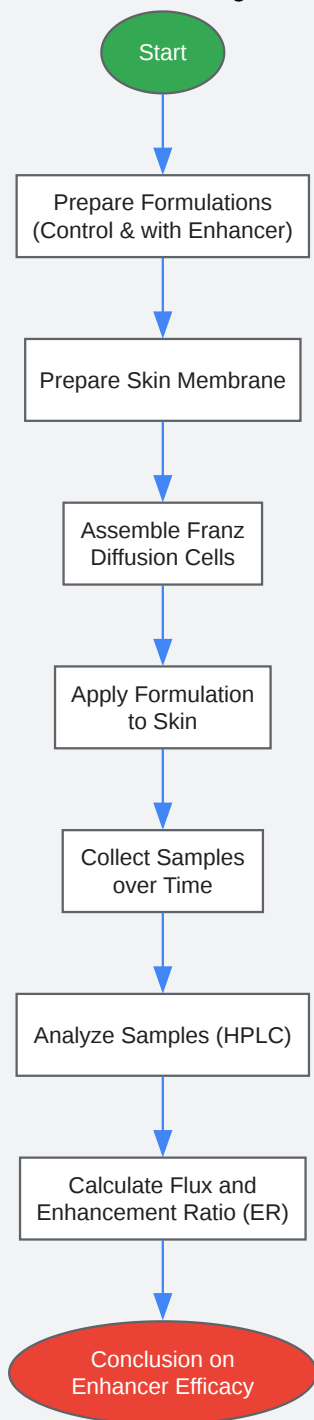 Start
Prepare Formulations
(Control & with Enhancer)
Prepare Skin Membrane
Assemble Franz
Diffusion Cells
Apply Formulation
to Skin
Collect Samples
over Time
Analyze Samples (HPLC)
Calculate Flux and
Enhancement Ratio (ER)
Conclusion on
Enhancer Efficacy